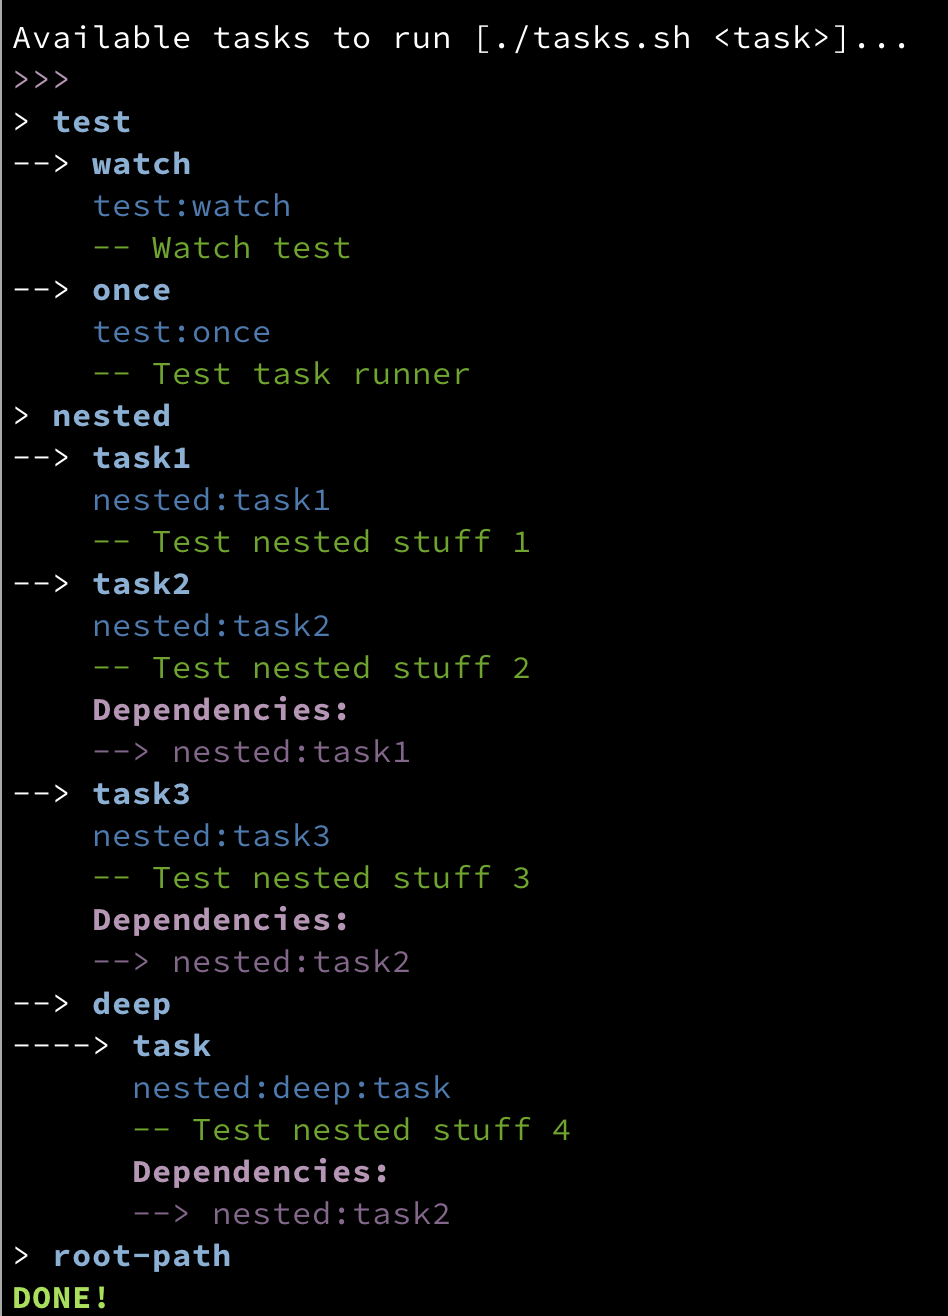 Available tasks to run [./tasks.sh <task>]...
>>>
> test
--> watch
test:watch
-- Watch test
--> once
test:once
-- Test task runner
> nested
--> task1
nested:task1
-- Test nested stuff 1
--> task2
nested:task2
-- Test nested stuff 2
Dependencies:
--> nested:task1
--> task3
nested:task3
-- Test nested stuff 3
Dependencies:
--> nested:task2
--> deep
----> task
nested:deep:task
-- Test nested stuff 4
Dependencies:
--> nested:task2
> root-path
DONE!